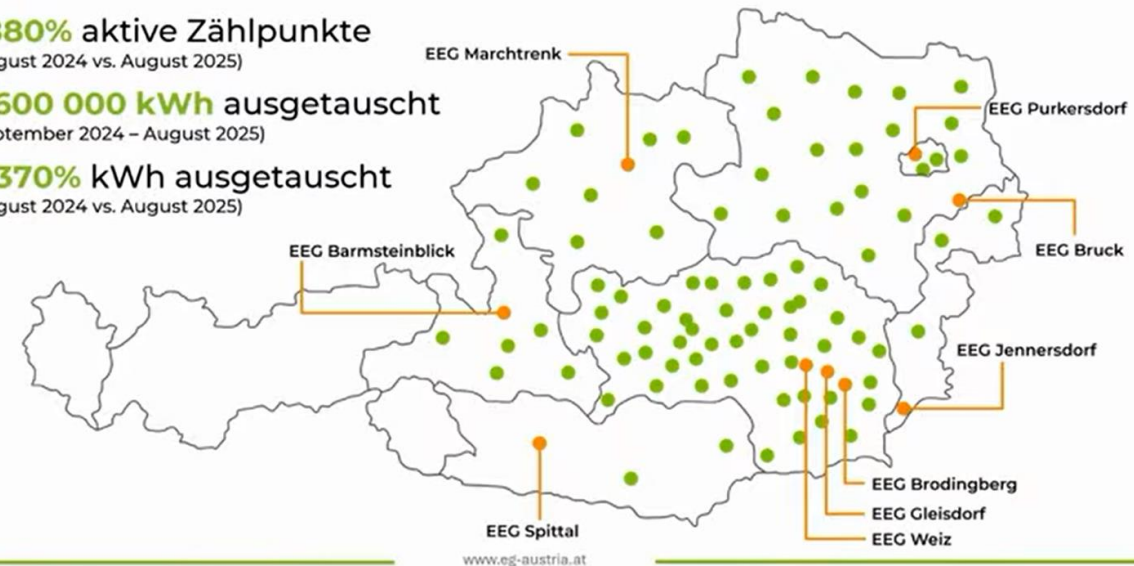 380% aktive Zählpunkte
gust 2024 vs. August 2025)
600 000 kWh ausgetauscht
ptember 2024 – August 2025)
370% kWh ausgetauscht
gust 2024 vs. August 2025)
EEG Marchtrenk
EEG Purkersdorf
EEG Bruck
EEG Barmsteinblick
EEG Jennersdorf
EEG Brodingberg
EEG Gleisdorf
EEG Weiz
EEG Spittal
www.eg-austria.at